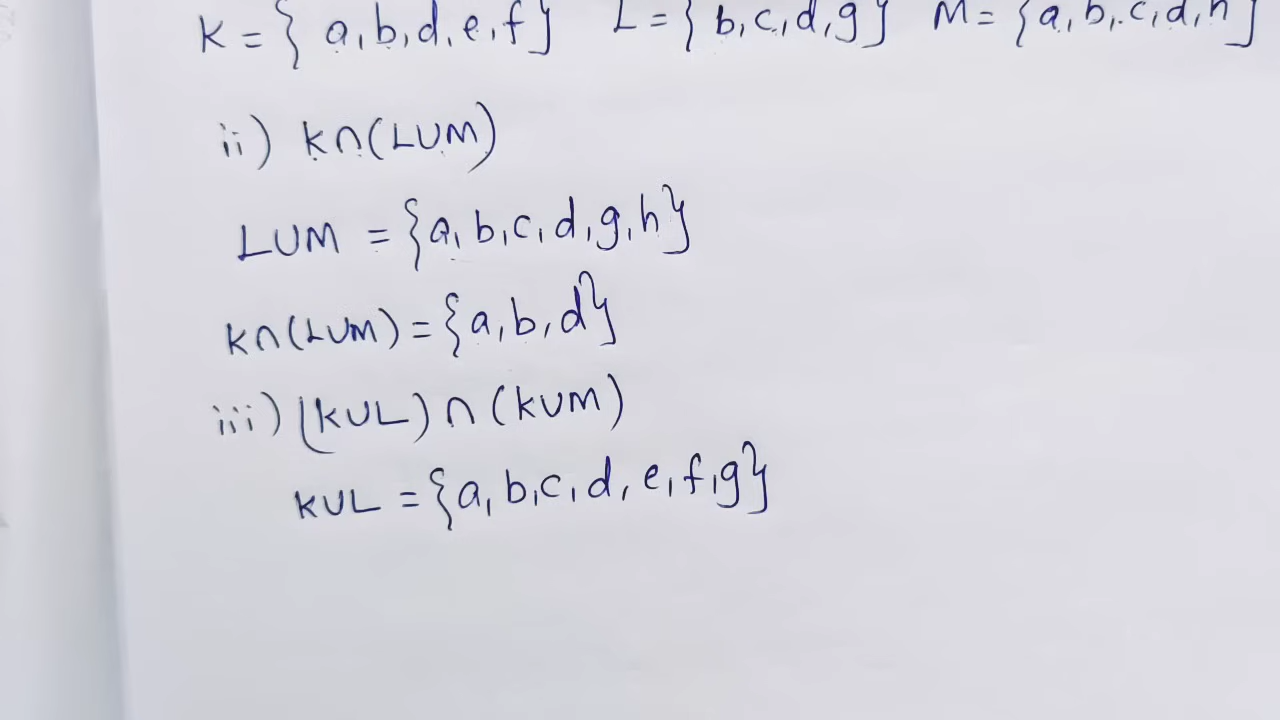 K = { a, b, d, e, f }   L = { b, c, d, g }   M = { a, b, c, d, h }
ii) K∩(L∪M)
L∪M = {a, b, c, d, g, h}
K∩(L∪M) = {a, b, d}
iii) (K∪L) ∩ (K∪M)
K∪L = {a, b, c, d, e, f, g}